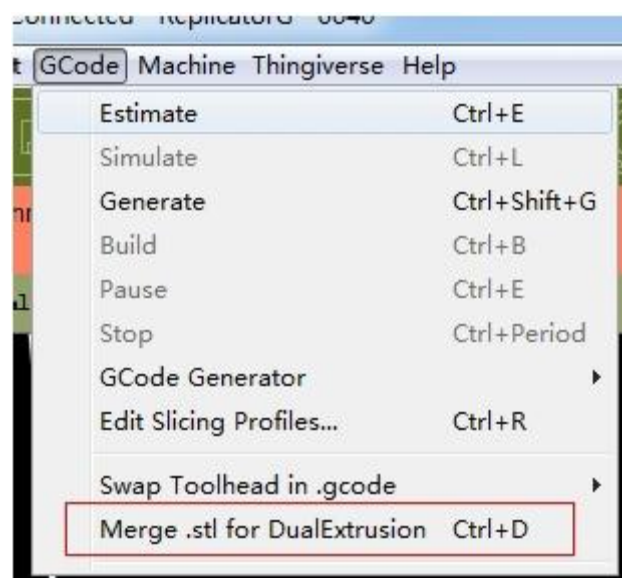 GCode Machine Thingiverse Help
Estimate Ctrl+E
Simulate Ctrl+L
Generate Ctrl+Shift+G
Build Ctrl+B
Pause Ctrl+E
Stop Ctrl+Period
GCode Generator
Edit Slicing Profiles... Ctrl+R
Swap Toolhead in .gcode
Merge .stl for DualExtrusion Ctrl+D